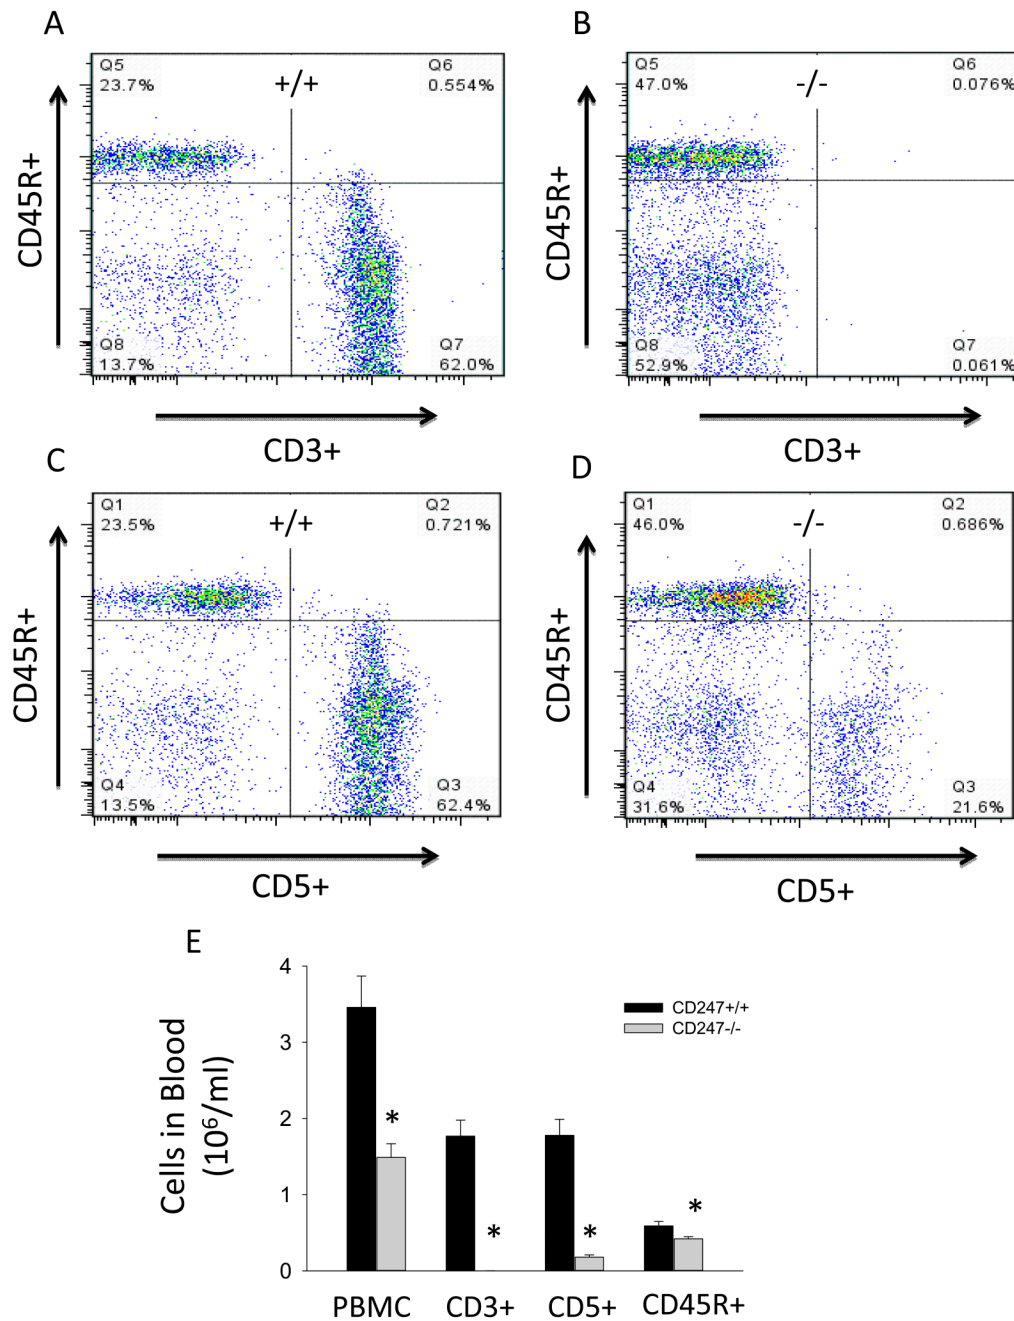 A
CD45R+
Q5
23.7%
+/+
Q6
0.554%
Q8
13.7%
Q7
62.0%
CD3+
B
CD45R+
Q5
47.0%
-/-
Q6
0.076%
Q8
52.9%
Q7
0.061%
CD3+
C
CD45R+
Q1
23.5%
+/+
Q2
0.721%
Q4
13.5%
Q3
62.4%
CD5+
D
CD45R+
Q1
46.0%
-/-
Q2
0.686%
Q4
31.6%
Q3
21.6%
CD5+
E
Cells in Blood
(10⁶/ml)
4
3
2
1
0
CD247+/+
CD247-/-
*
*
*
*
PBMC CD3+ CD5+ CD45R+